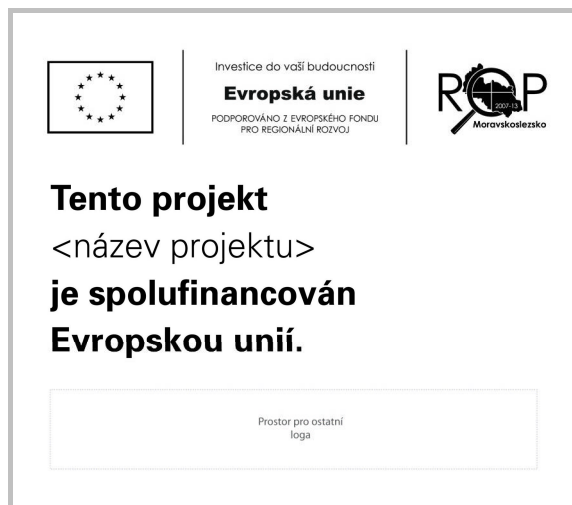 Investice do vaší budoucnosti
Evropská unie
PODPOROVÁNO Z EVROPSKÉHO FONDU
PRO REGIONÁLNÍ ROZVOJ
ROP
2007-13
Moravskoslezsko
Tento projekt
<název projektu>
je spolufinancován
Evropskou unií.
Prostor pro ostatní
loga